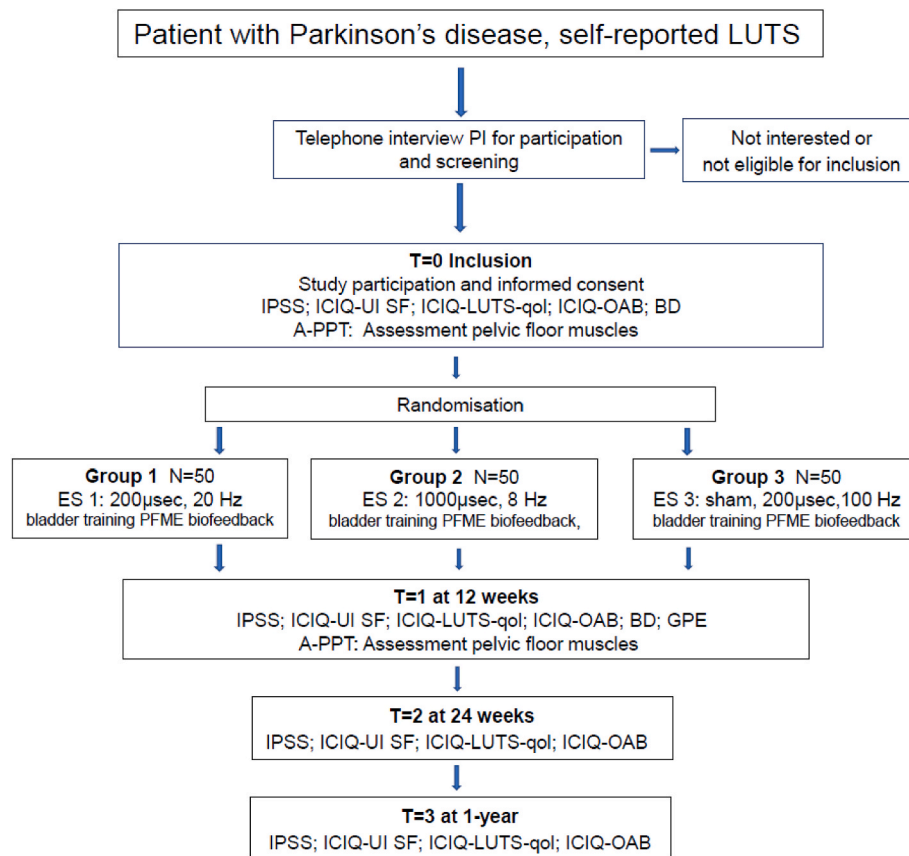 Patient with Parkinson's disease, self-reported LUTS
Telephone interview PI for participation
and screening
Not interested or
not eligible for inclusion
T=0 Inclusion
Study participation and informed consent
IPSS; ICIQ-UI SF; ICIQ-LUTS-qol; ICIQ-OAB; BD
A-PPT: Assessment pelvic floor muscles
Randomisation
Group 1 N=50
ES 1: 200µsec, 20 Hz
bladder training PFME biofeedback
Group 2 N=50
ES 2: 1000µsec, 8 Hz
bladder training PFME biofeedback,
Group 3 N=50
ES 3: sham, 200µsec,100 Hz
bladder training PFME biofeedback
T=1 at 12 weeks
IPSS; ICIQ-UI SF; ICIQ-LUTS-qol; ICIQ-OAB; BD; GPE
A-PPT: Assessment pelvic floor muscles
T=2 at 24 weeks
IPSS; ICIQ-UI SF; ICIQ-LUTS-qol; ICIQ-OAB
T=3 at 1-year
IPSS; ICIQ-UI SF; ICIQ-LUTS-qol; ICIQ-OAB